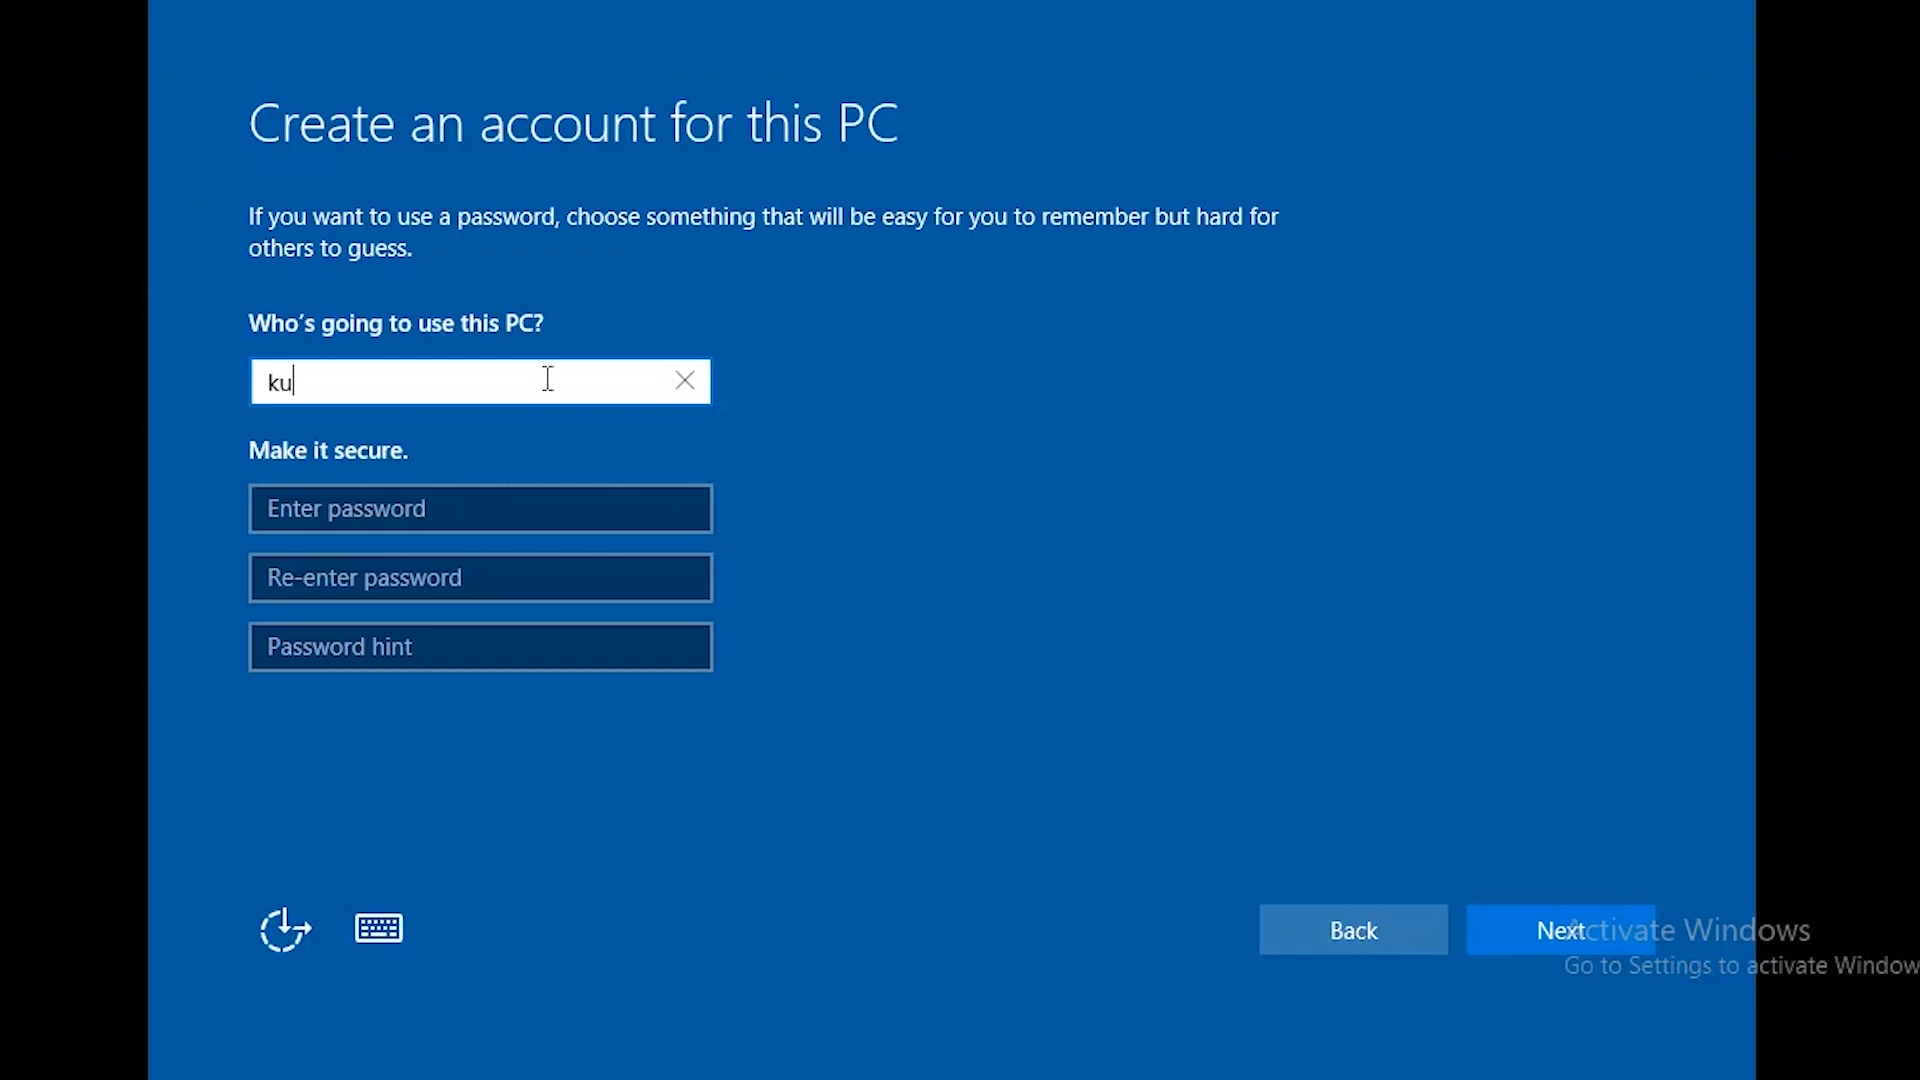 Create an account for this PC
If you want to use a password, choose something that will be easy for you to remember but hard for
others to guess.
Who's going to use this PC?
ku
Make it secure.
Enter password
Re-enter password
Password hint
Back
Next
Activate Windows
Go to Settings to activate Window